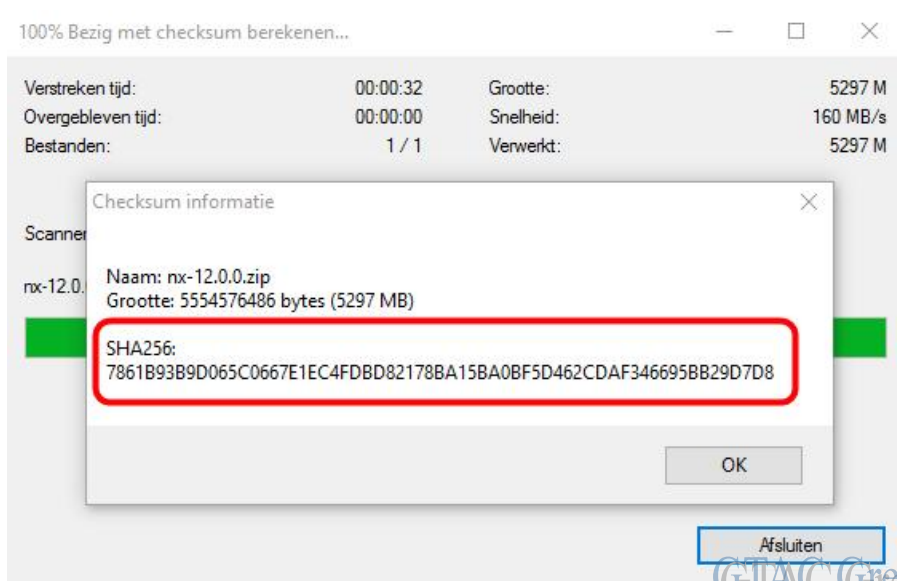 100% Bezig met checksum berekenen...
Verstreken tijd: 00:00:32 Grootte: 5297 M
Overgebleven tijd: 00:00:00 Snelheid: 160 MB/s
Bestanden: 1 / 1 Verwerkt: 5297 M
Checksum informatie
Naam: nx-12.0.0.zip
Grootte: 5554576486 bytes (5297 MB)
SHA256:
7861B93B9D065C0667E1EC4FDBD82178BA15BA0BF5D462CDAF346695BB29D7D8
OK
Afsluiten
GTAC